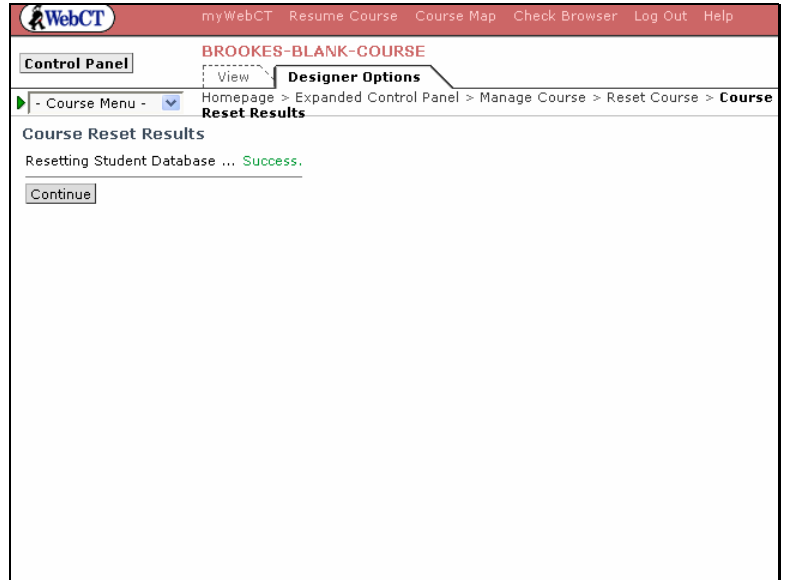 WebCT
myWebCT Resume Course Course Map Check Browser Log Out Help
Control Panel
BROOKES-BLANK-COURSE
View Designer Options
- Course Menu -
Homepage > Expanded Control Panel > Manage Course > Reset Course > Course
Reset Results
Course Reset Results
Resetting Student Database ... Success.
Continue